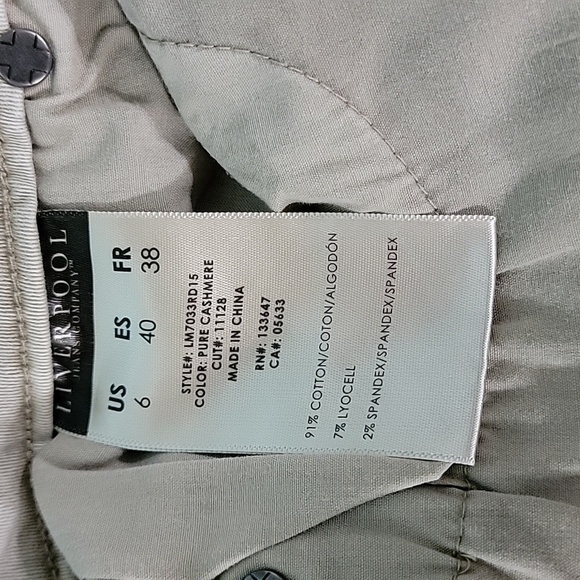 LIVERPOOL
JEANS COMPANY™
US ES FR
6 40 38
STYLE#: LM7033RD15
COLOR: PURE CASHMERE
CUT#: 11128
MADE IN CHINA
RN#: 133647
CA#: 05633
91% COTTON/COTON/ALGODÓN
7% LYOCELL
2% SPANDEX/SPANDEX/SPANDEX